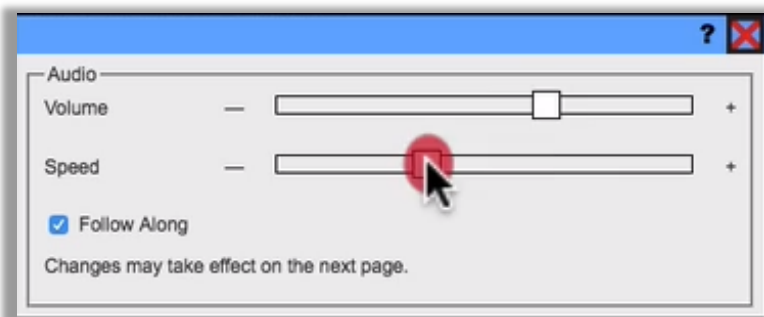 ?
Audio
Volume — +
Speed — +
Follow Along
Changes may take effect on the next page.